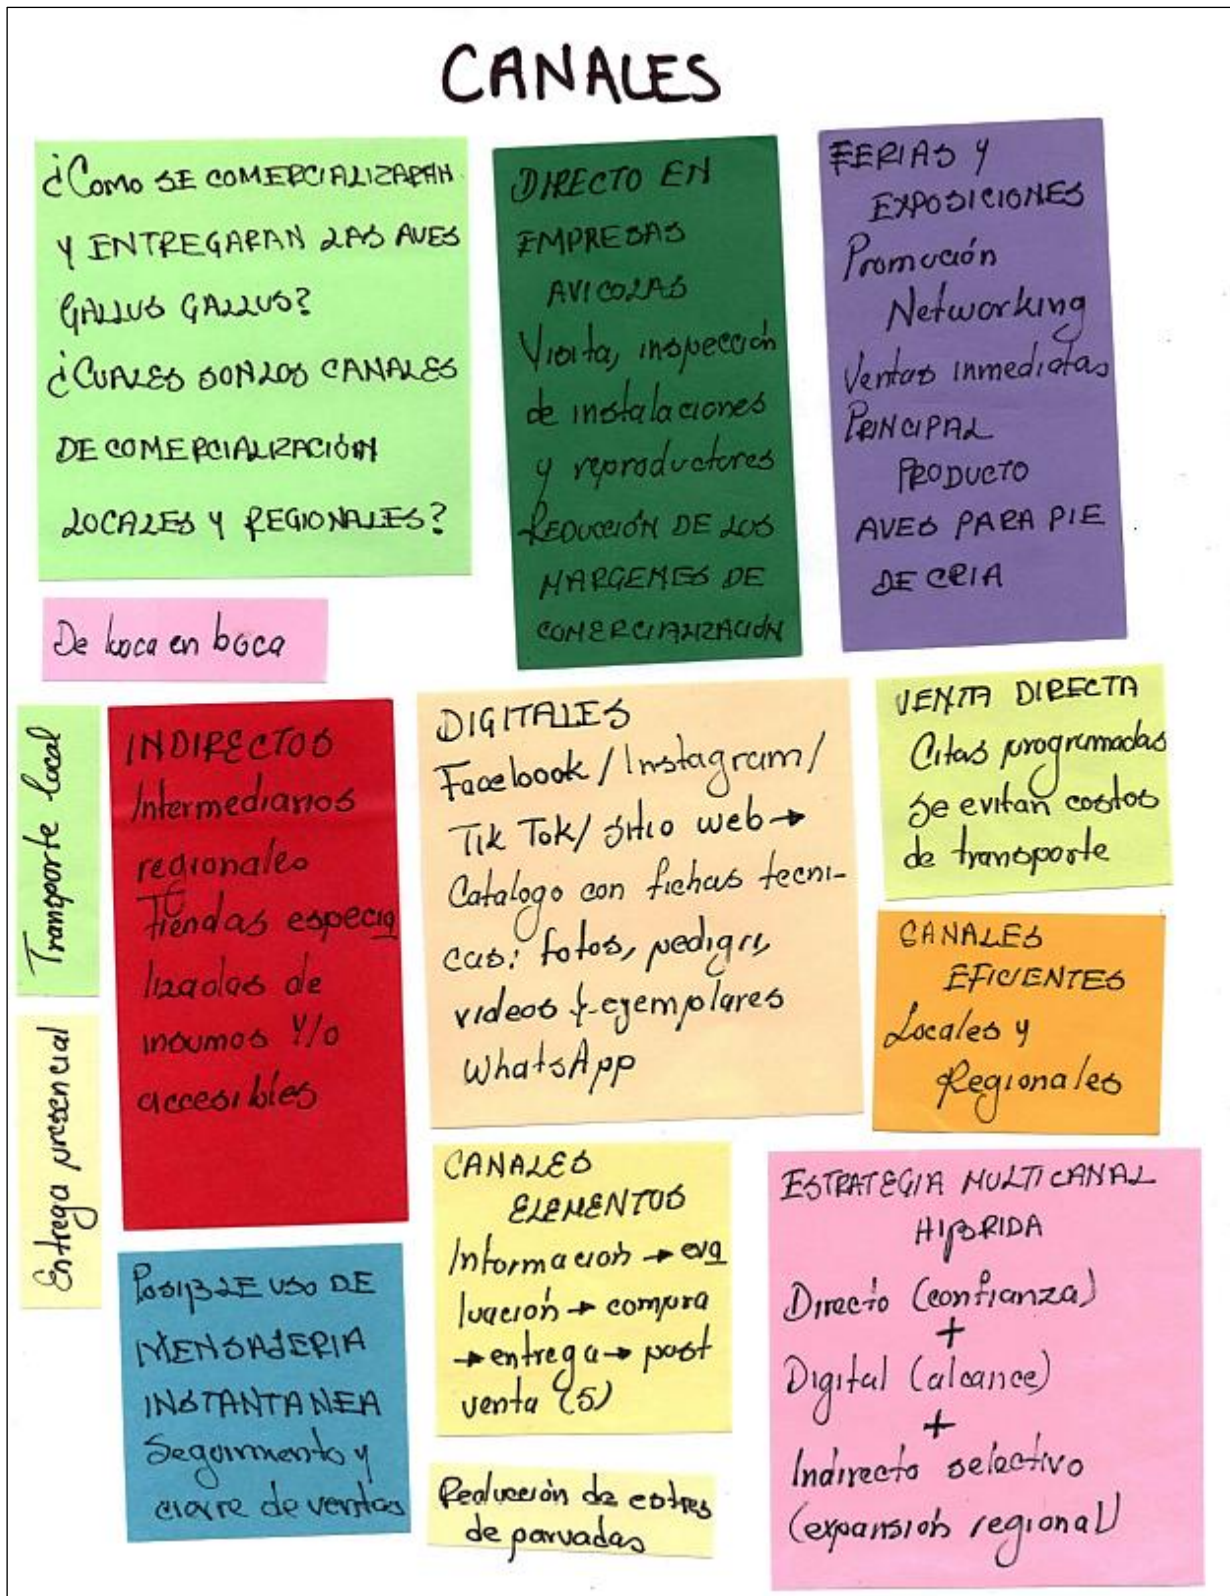 CANALES
¿Como SE COMERCIALIZARAN
Y ENTREGARAN LAS AVES
GALLUS GALLUS?
¿CUALES SON LOS CANALES
DE COMERCIALIZACIÓN
LOCALES Y REGIONALES?
DIRECTO EN
EMPRESAS
AVICOLAS
Visita, inspección
de instalaciones
y reproductores
REDUCCIÓN DE LOS
MARGENES DE
COMERCIALIZACIÓN
FERIAS Y
EXPOSICIONES
Promoción
Networking
Ventas inmediatas
PRINCIPAL
PRODUCTO
AVES PARA PIE
DE CRIA
De boca en boca
Transporte local
INDIRECTOS
Intermediarios
regionales
Tiendas especia
lizadas de
insumos Y/o
accesibles
DIGITALES
Facelook / Instagram /
Tik Tok / sitio web →
Catalogo con fichas tecni-
cas: fotos, pedigri,
videos f-ejemplares
WhatsApp
VENTA DIRECTA
Citas programadas
Se evitan costos
de transporte
CANALES
EFICIENTES
Locales y
Regionales
Entrega presencial
POSIBLE USO DE
MENSAJERIA
INSTANTANEA
Seguimiento y
cierre de ventas
CANALES
ELEMENTOS
Información → eva
luación → compra
→ entrega → post
venta (5)
Reducción de estres
de parvadas
ESTRATEGIA MULTICANAL
HIBRIDA
Directo (confianza)
+
Digital (alcance)
+
Indirecto selectivo
(expansión regional)